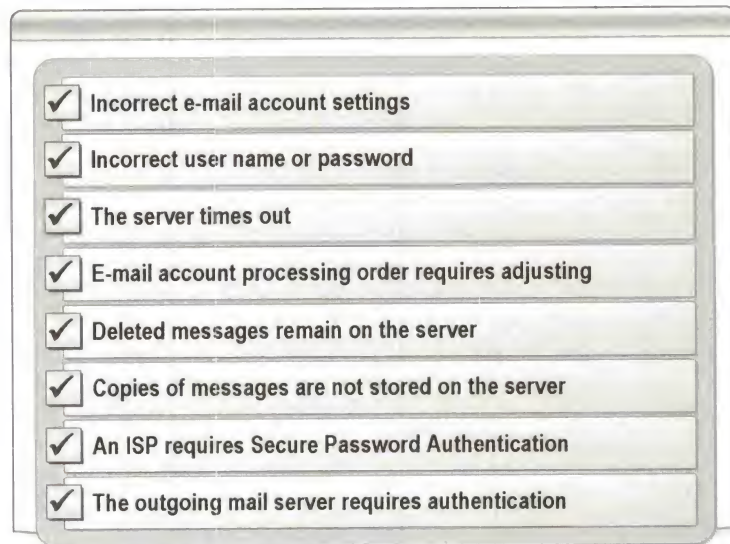 Incorrect e-mail account settings
Incorrect user name or password
The server times out
E-mail account processing order requires adjusting
Deleted messages remain on the server
Copies of messages are not stored on the server
An ISP requires Secure Password Authentication
The outgoing mail server requires authentication